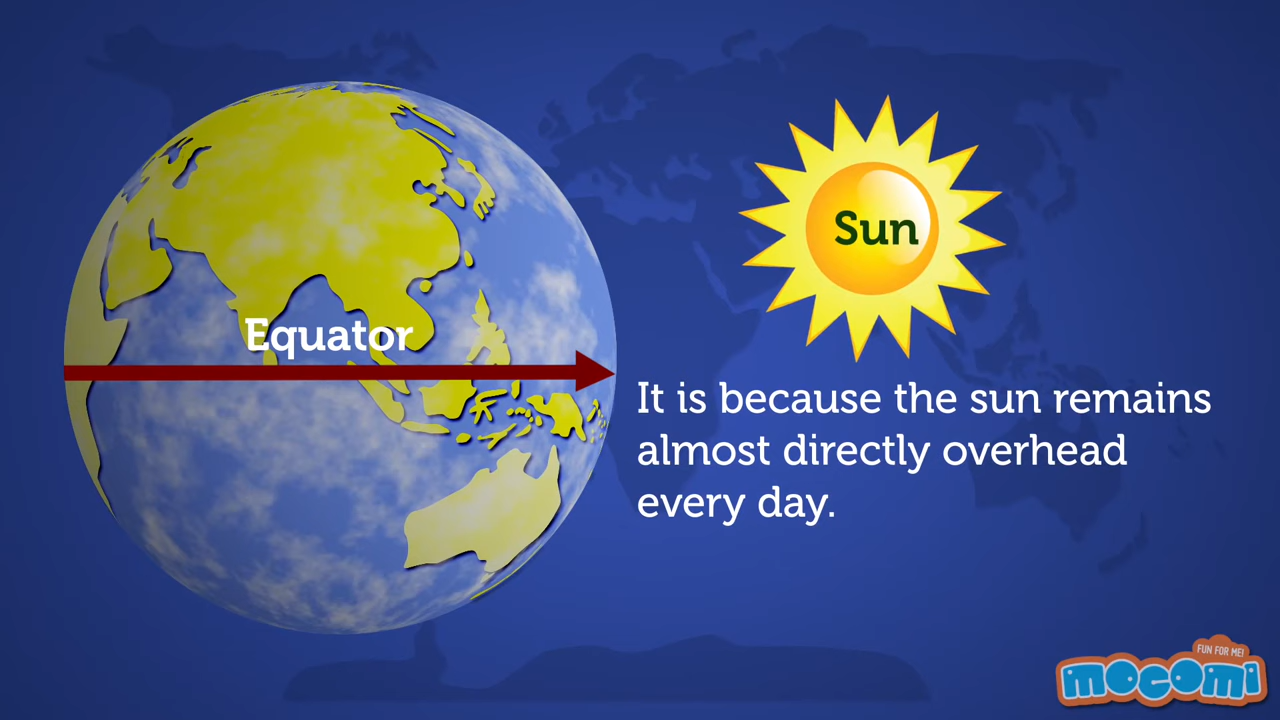 Equator
Sun
It is because the sun remains
almost directly overhead
every day.
FUN FOR ME!
mocomi